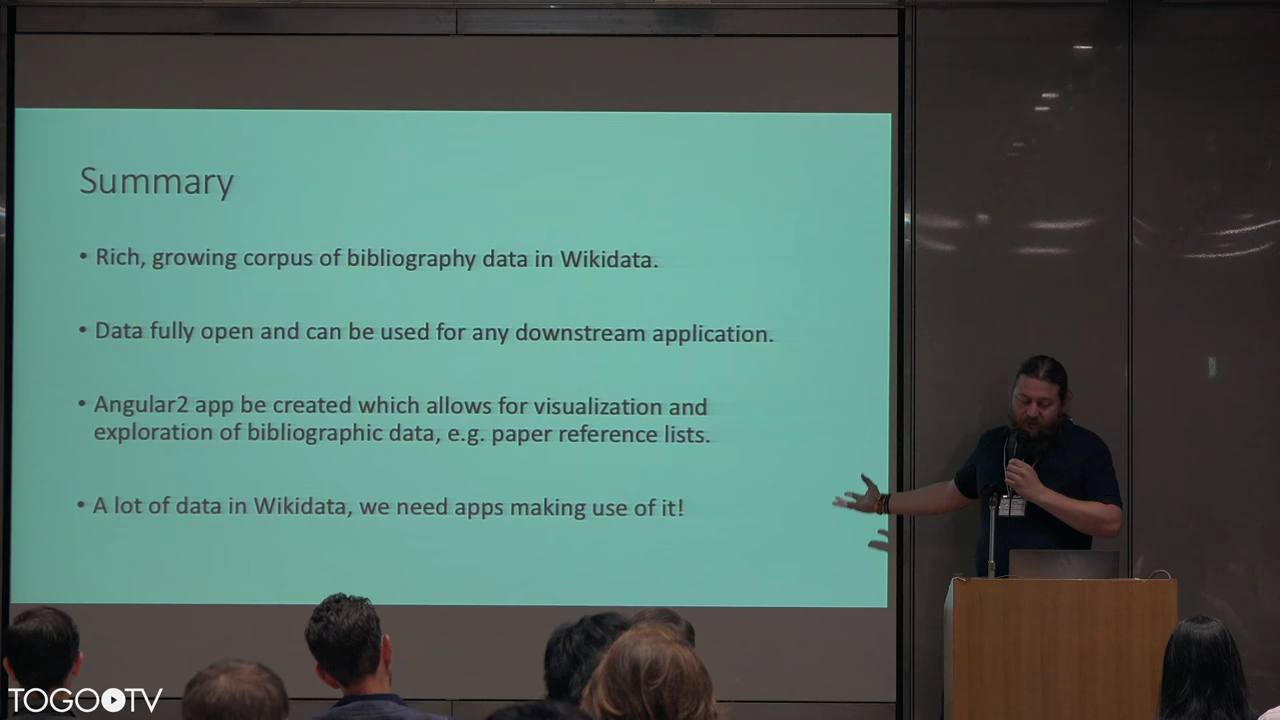 Summary
• Rich, growing corpus of bibliography data in Wikidata.
• Data fully open and can be used for any downstream application.
• Angular2 app be created which allows for visualization and
exploration of bibliographic data, e.g. paper reference lists.
• A lot of data in Wikidata, we need apps making use of it!
TOGOTV